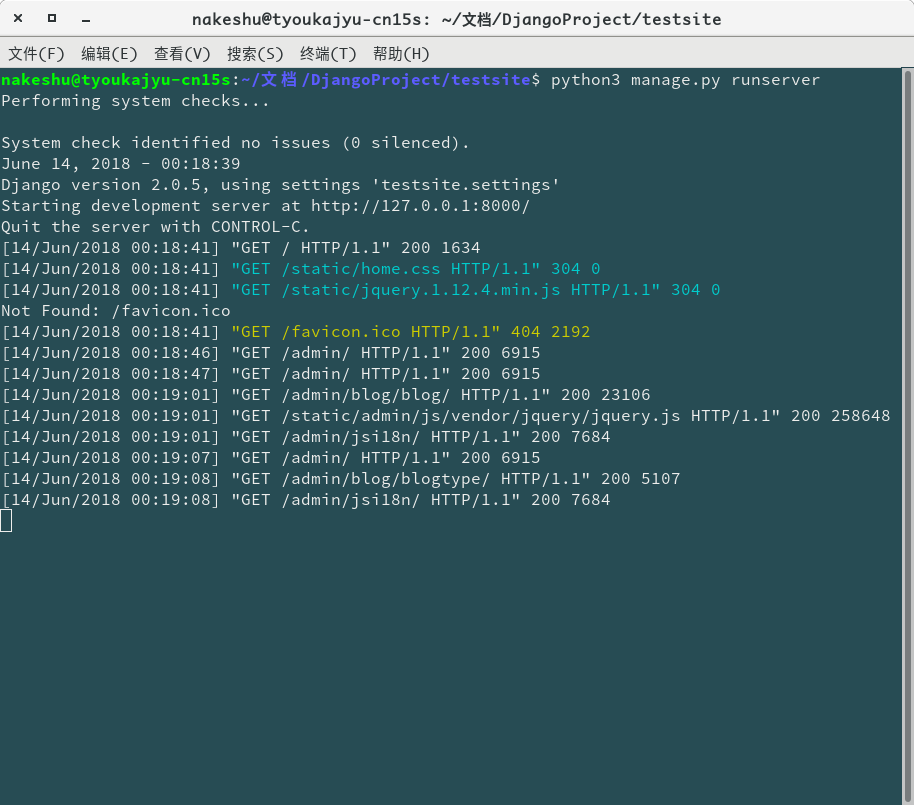 nakeshu@tyoukajyu-cn15s: ~/文档/DjangoProject/testsite
文件(F) 编辑(E) 查看(V) 搜索(S) 终端(T) 帮助(H)
nakeshu@tyoukajyu-cn15s:~/文档/DjangoProject/testsite$ python3 manage.py runserver
Performing system checks...
System check identified no issues (0 silenced).
June 14, 2018 - 00:18:39
Django version 2.0.5, using settings 'testsite.settings'
Starting development server at http://127.0.0.1:8000/
Quit the server with CONTROL-C.
[14/Jun/2018 00:18:41] "GET / HTTP/1.1" 200 1634
[14/Jun/2018 00:18:41] "GET /static/home.css HTTP/1.1" 304 0
[14/Jun/2018 00:18:41] "GET /static/jquery.1.12.4.min.js HTTP/1.1" 304 0
Not Found: /favicon.ico
[14/Jun/2018 00:18:41] "GET /favicon.ico HTTP/1.1" 404 2192
[14/Jun/2018 00:18:46] "GET /admin/ HTTP/1.1" 200 6915
[14/Jun/2018 00:18:47] "GET /admin/ HTTP/1.1" 200 6915
[14/Jun/2018 00:19:01] "GET /admin/blog/blog/ HTTP/1.1" 200 23106
[14/Jun/2018 00:19:01] "GET /static/admin/js/vendor/jquery/jquery.js HTTP/1.1" 200 258648
[14/Jun/2018 00:19:01] "GET /admin/jsi18n/ HTTP/1.1" 200 7684
[14/Jun/2018 00:19:07] "GET /admin/ HTTP/1.1" 200 6915
[14/Jun/2018 00:19:08] "GET /admin/blog/blogtype/ HTTP/1.1" 200 5107
[14/Jun/2018 00:19:08] "GET /admin/jsi18n/ HTTP/1.1" 200 7684